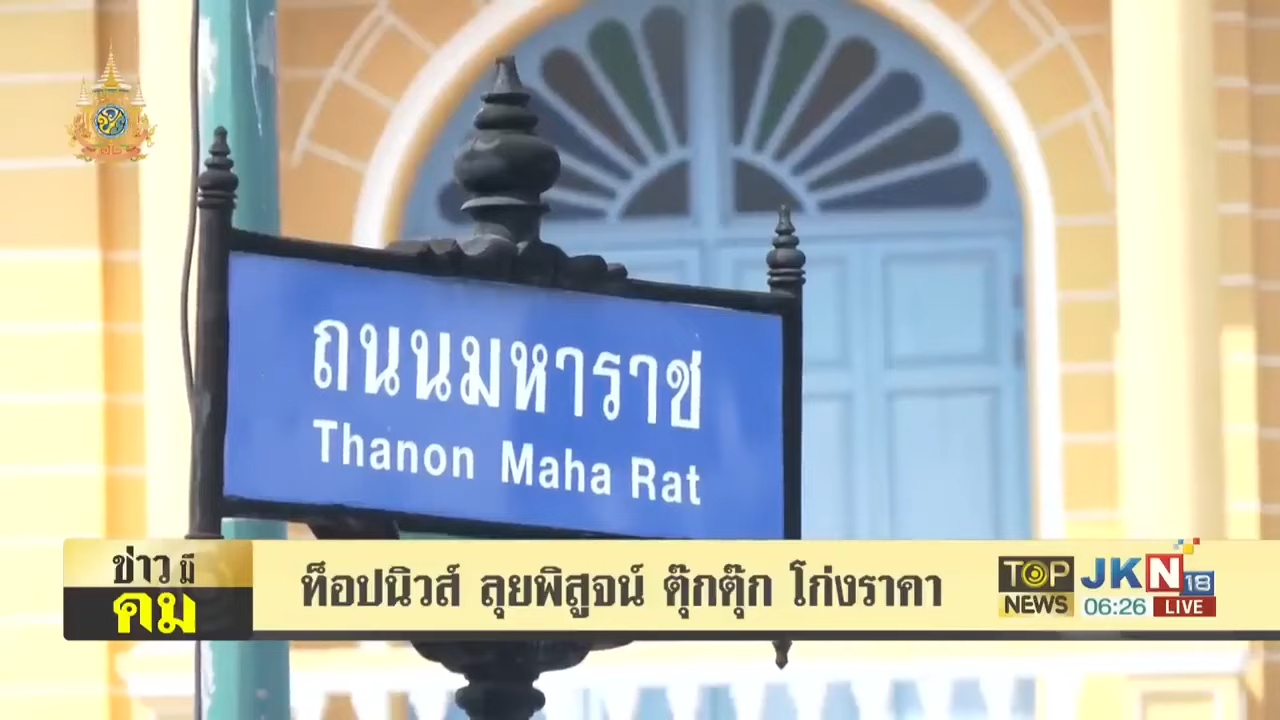 ถนนมหาราช
Thanon Maha Rat
ข่าวมี
คม
ท็อปนิวส์ ลุยพิสูจน์ ตุ๊กตุ๊ก โก่งราคา
TOP
NEWS
JKN18
06:26 LIVE